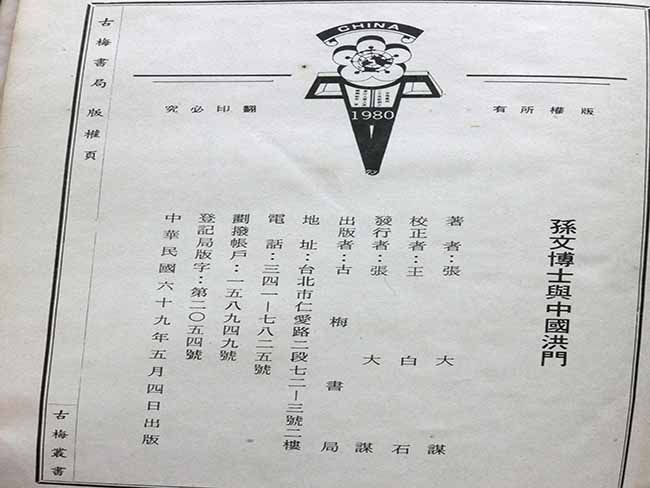 CHINA
1980
版權所有
翻印必究
孫文博士與中國洪門
著者：張大謀
校正者：王白石
發行者：張大謀
出版者：古梅書局
地址：台北市仁愛路二段七二－三號二樓
電話：三四一－七八二五號
劃撥帳戶：一五八九四九號
登記局版字：第二〇五四號
中華民國六十九年五月四日出版
古梅書局 版權頁
古梅叢書